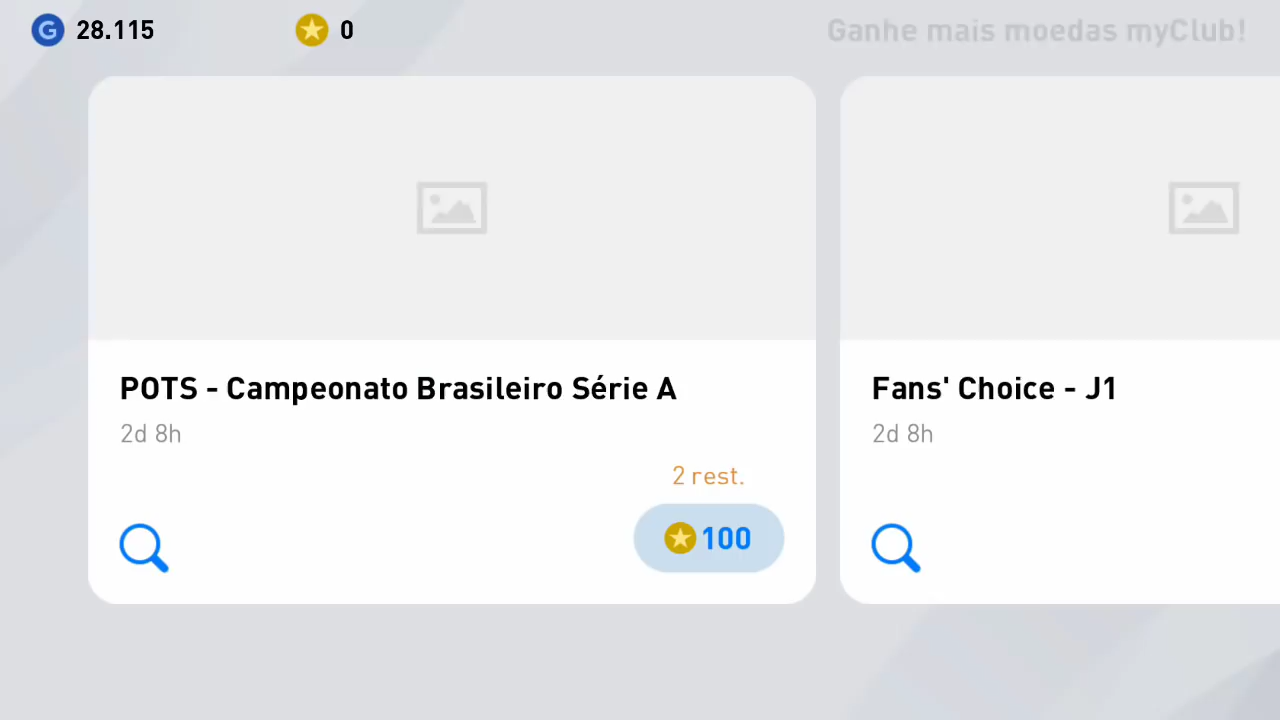 G 28.115
0
Ganhe mais moedas myClub!
POTS - Campeonato Brasileiro Série A
2d 8h
2 rest.
100
Fans' Choice - J1
2d 8h